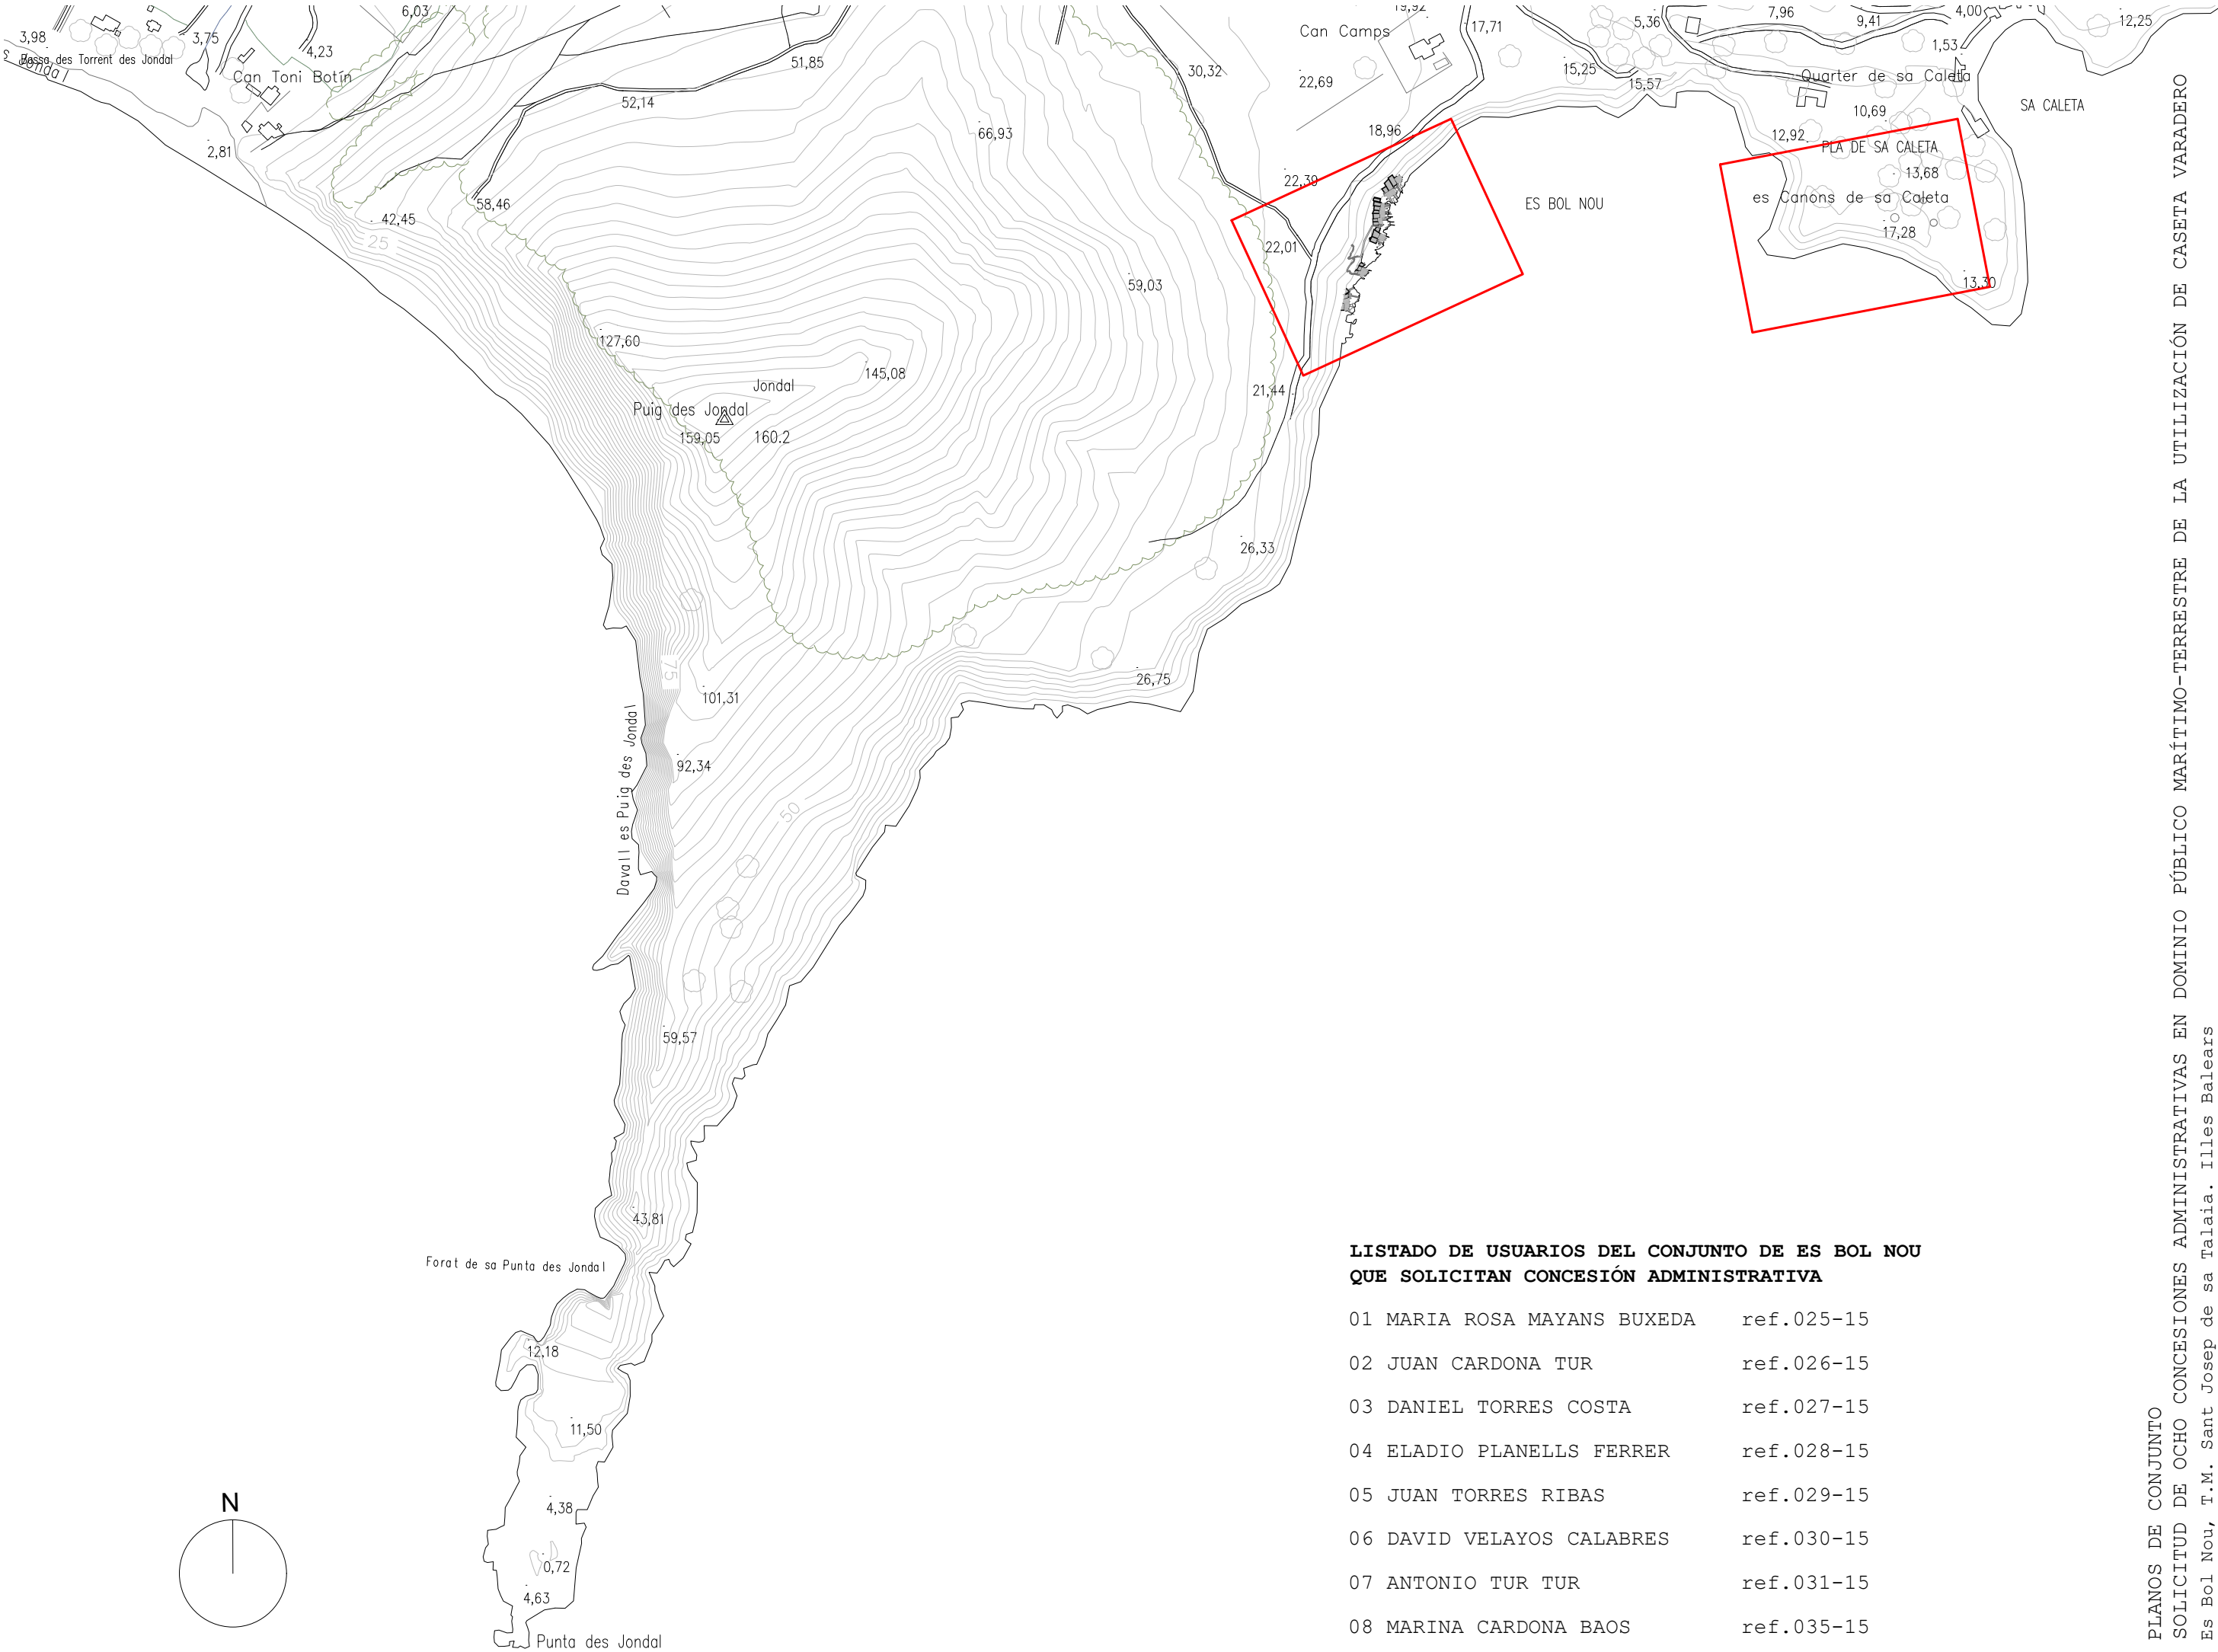 6,03
19,92
17,71
5,36
7,96
9,41
4,00
12,25
3,98
3,75
4,23
Can Camps
1,53
Bassa des Torrent des Jondal
51,85
30,32
15,25
Can Toni Botín
Quarter de sa Caleta
22,69
15,57
52,14
SA CALETA
10,69
66,93
18,96
12,92
2,81
PLA DE SA CALETA
13,68
22,39
58,46
ES BOL NOU
es Canons de sa Caleta
42,45
17,28
25
22,01
59,03
13,30
127,60
145,08
Jondal
21,44
Puig des Jondal
159,05
160.2
26,33
75
26,75
101,31
Davall es Puig des Jondal
92,34
50
59,57
43,81
Forat de sa Punta des Jondal
12,18
11,50
4,38
0,72
4,63
Punta des Jondal
N
LISTADO DE USUARIOS DEL CONJUNTO DE ES BOL NOU
QUE SOLICITAN CONCESIÓN ADMINISTRATIVA
01 MARIA ROSA MAYANS BUXEDA ref.025-15
02 JUAN CARDONA TUR ref.026-15
03 DANIEL TORRES COSTA ref.027-15
04 ELADIO PLANELLS FERRER ref.028-15
05 JUAN TORRES RIBAS ref.029-15
06 DAVID VELAYOS CALABRES ref.030-15
07 ANTONIO TUR TUR ref.031-15
08 MARINA CARDONA BAOS ref.035-15
PLANOS DE CONJUNTO
SOLICITUD DE OCHO CONCESIONES ADMINISTRATIVAS EN DOMINIO PÚBLICO MARÍTIMO-TERRESTRE DE LA UTILIZACIÓN DE CASETA VARADERO
Es Bol Nou, T.M. Sant Josep de sa Talaia. Illes Balears